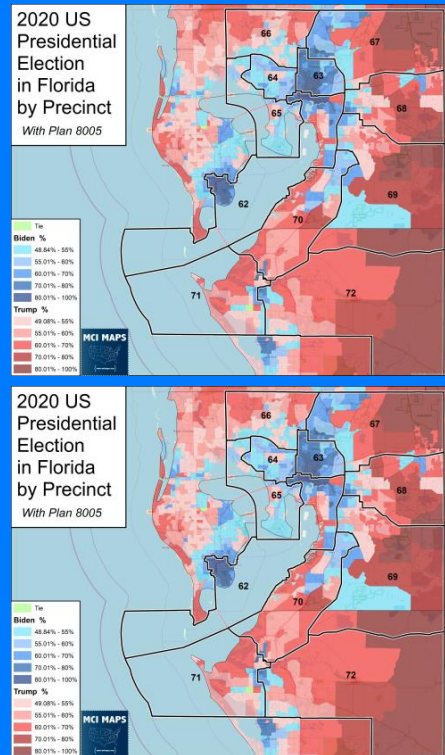 2020 US
Presidential
Election
in Florida
by Precinct
With Plan 8005
66
67
64
63
65
68
69
62
70
71
72
Tie
Biden %
48.84% - 55%
55.01% - 60%
60.01% - 70%
70.01% - 80%
80.01% - 100%
Trump %
49.08% - 55%
55.01% - 60%
60.01% - 70%
70.01% - 80%
80.01% - 100%
MCI MAPS
2020 US
Presidential
Election
in Florida
by Precinct
With Plan 8005
66
67
64
63
65
68
69
62
70
71
72
Tie
Biden %
48.84% - 55%
55.01% - 60%
60.01% - 70%
70.01% - 80%
80.01% - 100%
Trump %
49.08% - 55%
55.01% - 60%
60.01% - 70%
70.01% - 80%
80.01% - 100%
MCI MAPS